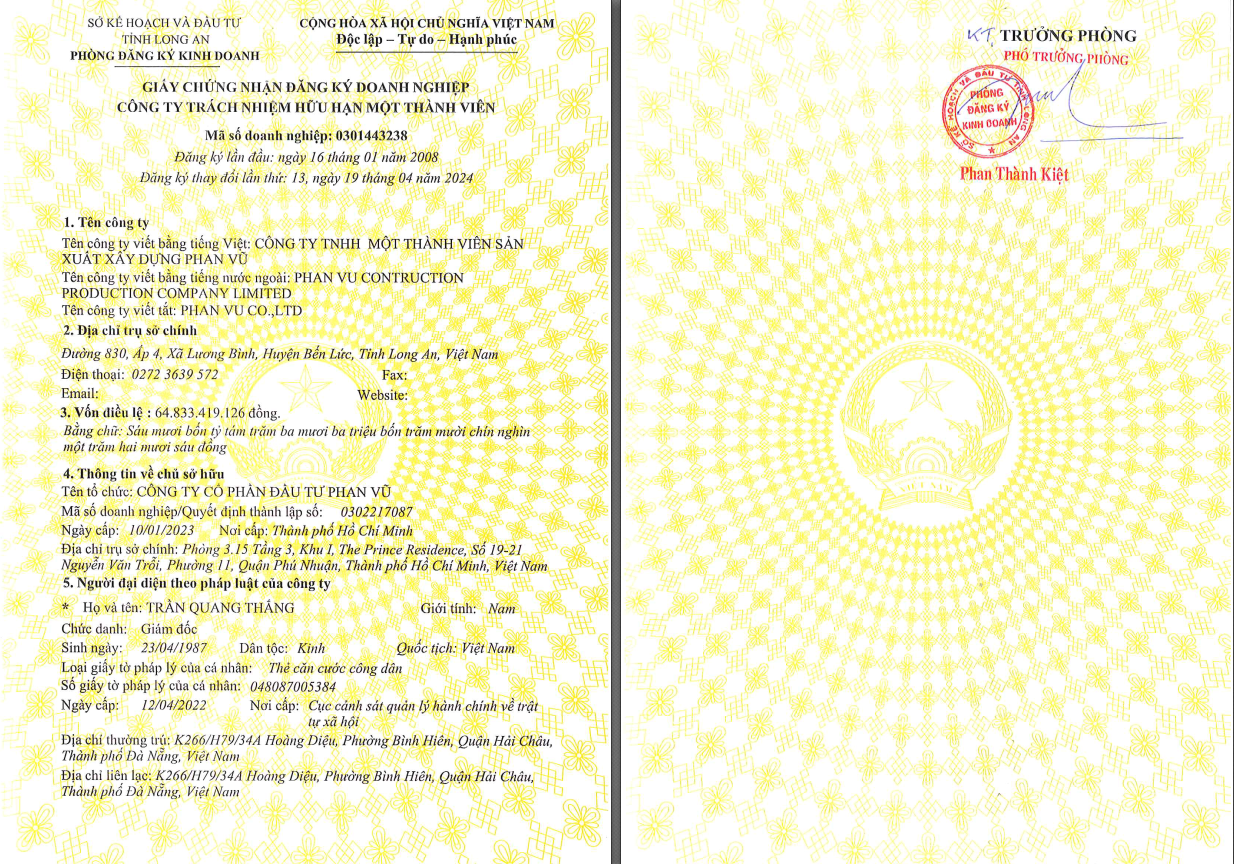 SỞ KẾ HOẠCH VÀ ĐẦU TƯ
TỈNH LONG AN
PHÒNG ĐĂNG KÝ KINH DOANH
CỘNG HÒA XÃ HỘI CHỦ NGHĨA VIỆT NAM
Độc lập – Tự do – Hạnh phúc
GIẤY CHỨNG NHẬN ĐĂNG KÝ DOANH NGHIỆP
CÔNG TY TRÁCH NHIỆM HỮU HẠN MỘT THÀNH VIÊN
Mã số doanh nghiệp: 0301443238
Đăng ký lần đầu: ngày 16 tháng 01 năm 2008
Đăng ký thay đổi lần thứ: 13, ngày 19 tháng 04 năm 2024
1. Tên công ty
Tên công ty viết bằng tiếng Việt: CÔNG TY TNHH MỘT THÀNH VIÊN SẢN
XUẤT XÂY DỰNG PHAN VŨ
Tên công ty viết bằng tiếng nước ngoài: PHAN VU CONTRUCTION
PRODUCTION COMPANY LIMITED
Tên công ty viết tắt: PHAN VU CO.,LTD
2. Địa chỉ trụ sở chính
Đường 830, Ấp 4, Xã Lương Bình, Huyện Bến Lức, Tỉnh Long An, Việt Nam
Điện thoại: 0272 3639 572 Fax:
Email: Website:
3. Vốn điều lệ : 64.833.419.126 đồng.
Bằng chữ: Sáu mươi bốn tỷ tám trăm ba mươi ba triệu bốn trăm mười chín nghìn
một trăm hai mươi sáu đồng
4. Thông tin về chủ sở hữu
Tên tổ chức: CÔNG TY CỔ PHẦN ĐẦU TƯ PHAN VŨ
Mã số doanh nghiệp/Quyết định thành lập số: 0302217087
Ngày cấp: 10/01/2023 Nơi cấp: Thành phố Hồ Chí Minh
Địa chỉ trụ sở chính: Phòng 3.15 Tầng 3, Khu I, The Prince Residence, Số 19-21
Nguyễn Văn Trỗi, Phường 11, Quận Phú Nhuận, Thành phố Hồ Chí Minh, Việt Nam
5. Người đại diện theo pháp luật của công ty
* Họ và tên: TRẦN QUANG THẮNG Giới tính: Nam
Chức danh: Giám đốc
Sinh ngày: 23/04/1987 Dân tộc: Kinh Quốc tịch: Việt Nam
Loại giấy tờ pháp lý của cá nhân: Thẻ căn cước công dân
Số giấy tờ pháp lý của cá nhân: 048087005384
Ngày cấp: 12/04/2022 Nơi cấp: Cục cảnh sát quản lý hành chính về trật
tự xã hội
Địa chỉ thường trú: K266/H79/34A Hoàng Diệu, Phường Bình Hiên, Quận Hải Châu,
Thành phố Đà Nẵng, Việt Nam
Địa chỉ liên lạc: K266/H79/34A Hoàng Diệu, Phường Bình Hiên, Quận Hải Châu,
Thành phố Đà Nẵng, Việt Nam
KT. TRƯỞNG PHÒNG
PHÓ TRƯỞNG PHÒNG
SỞ KẾ HOẠCH VÀ ĐẦU TƯ TỈNH LONG AN
PHÒNG
ĐĂNG KÝ
KINH DOANH
Phan Thành Kiệt